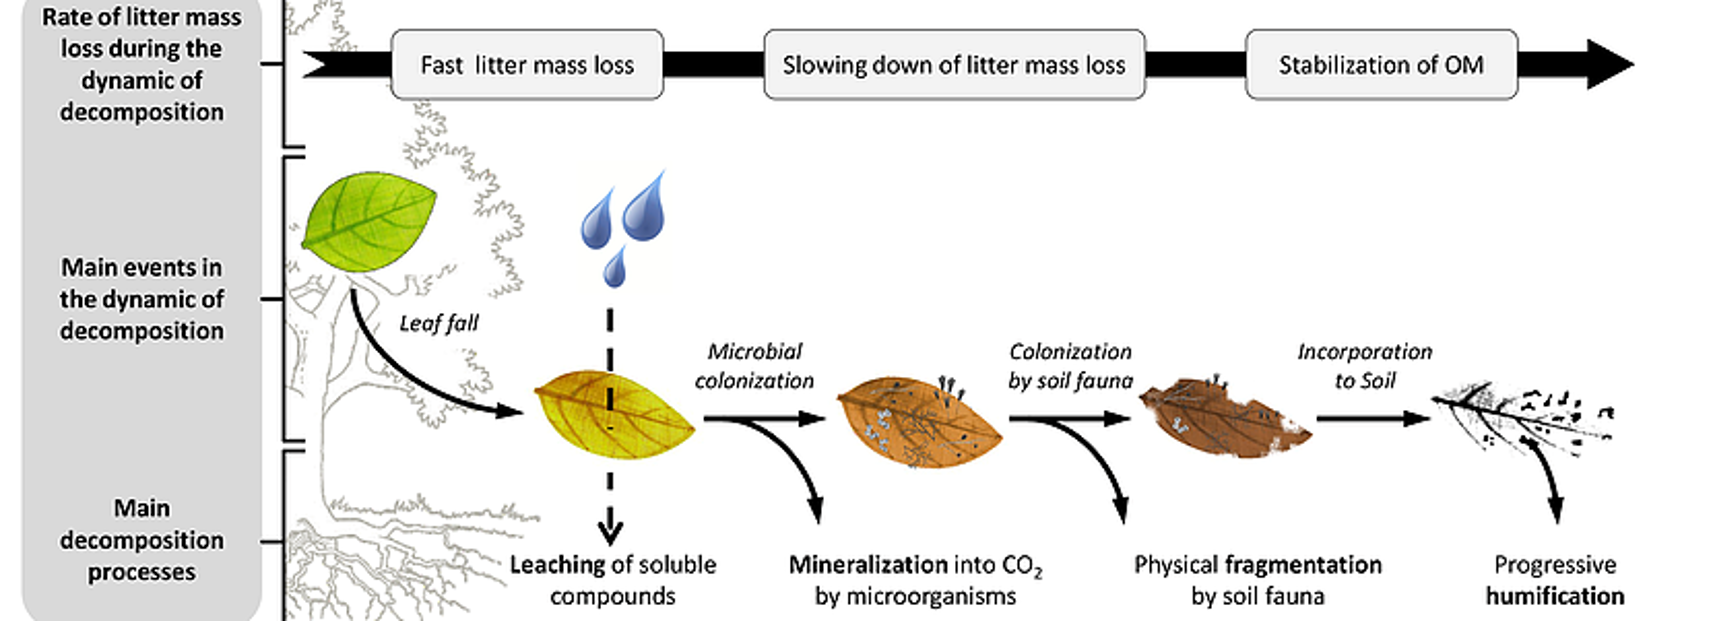 Rate of litter mass
loss during the
dynamic of
decomposition
Fast litter mass loss
Slowing down of litter mass loss
Stabilization of OM
Main events in
the dynamic of
decomposition
Leaf fall
Microbial
colonization
Colonization
by soil fauna
Incorporation
to Soil
Main
decomposition
processes
Leaching of soluble
compounds
Mineralization into CO₂
by microorganisms
Physical fragmentation
by soil fauna
Progressive
humification